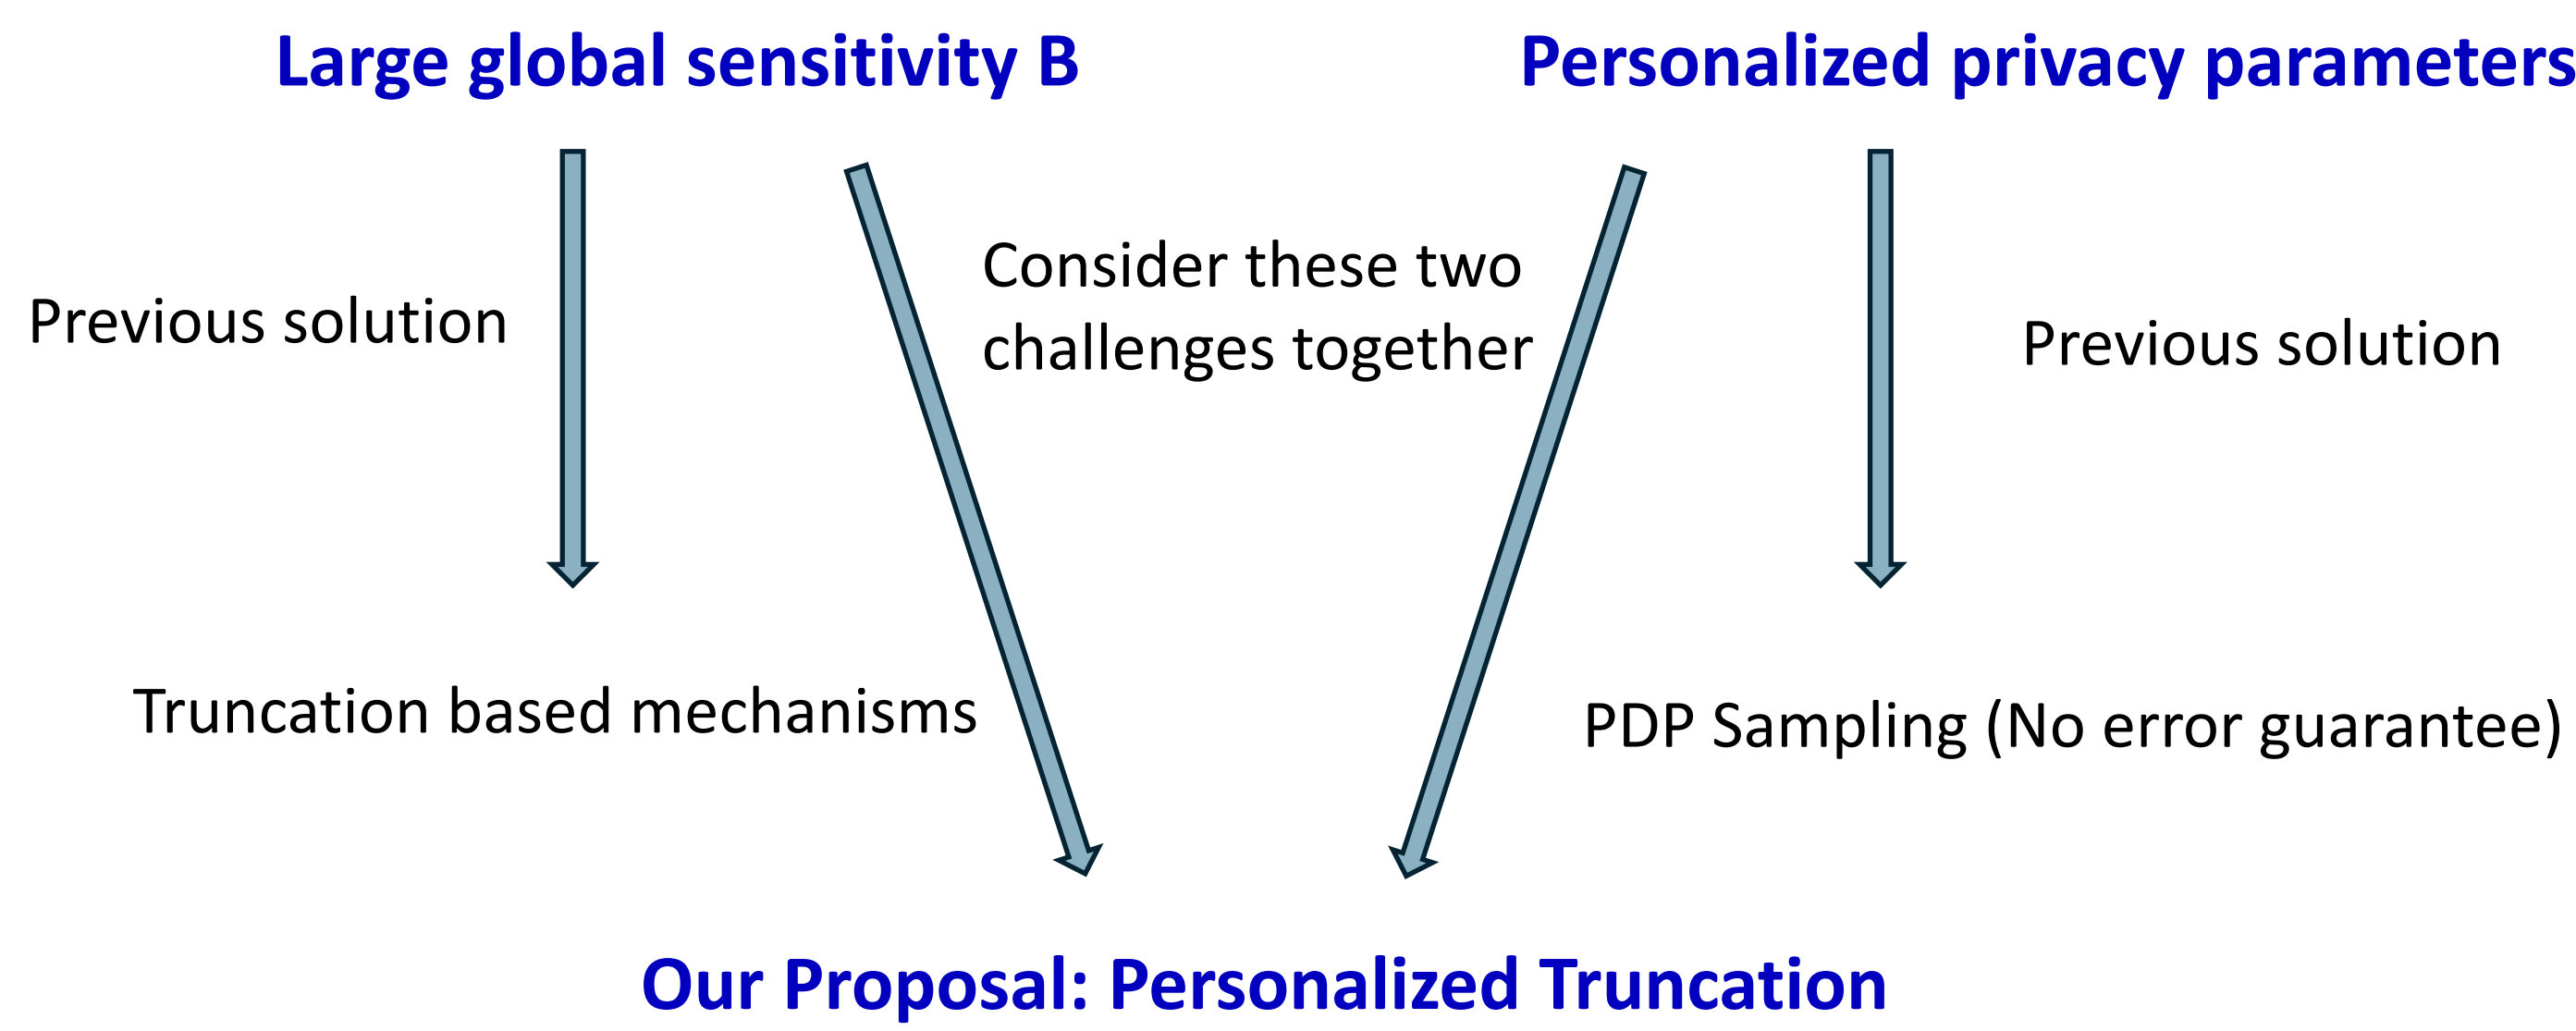 Large global sensitivity B
Personalized privacy parameters
Consider these two
challenges together
Previous solution
Previous solution
Truncation based mechanisms
PDP Sampling (No error guarantee)
Our Proposal: Personalized Truncation